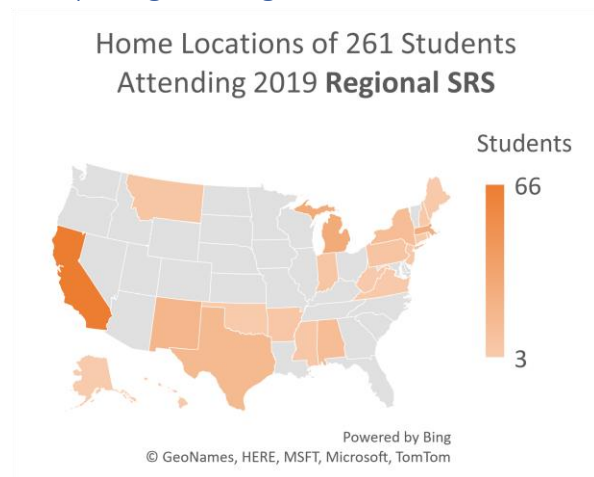 Home Locations of 261 Students
Attending 2019 Regional SRS
Students
66
3
Powered by Bing
© GeoNames, HERE, MSFT, Microsoft, TomTom